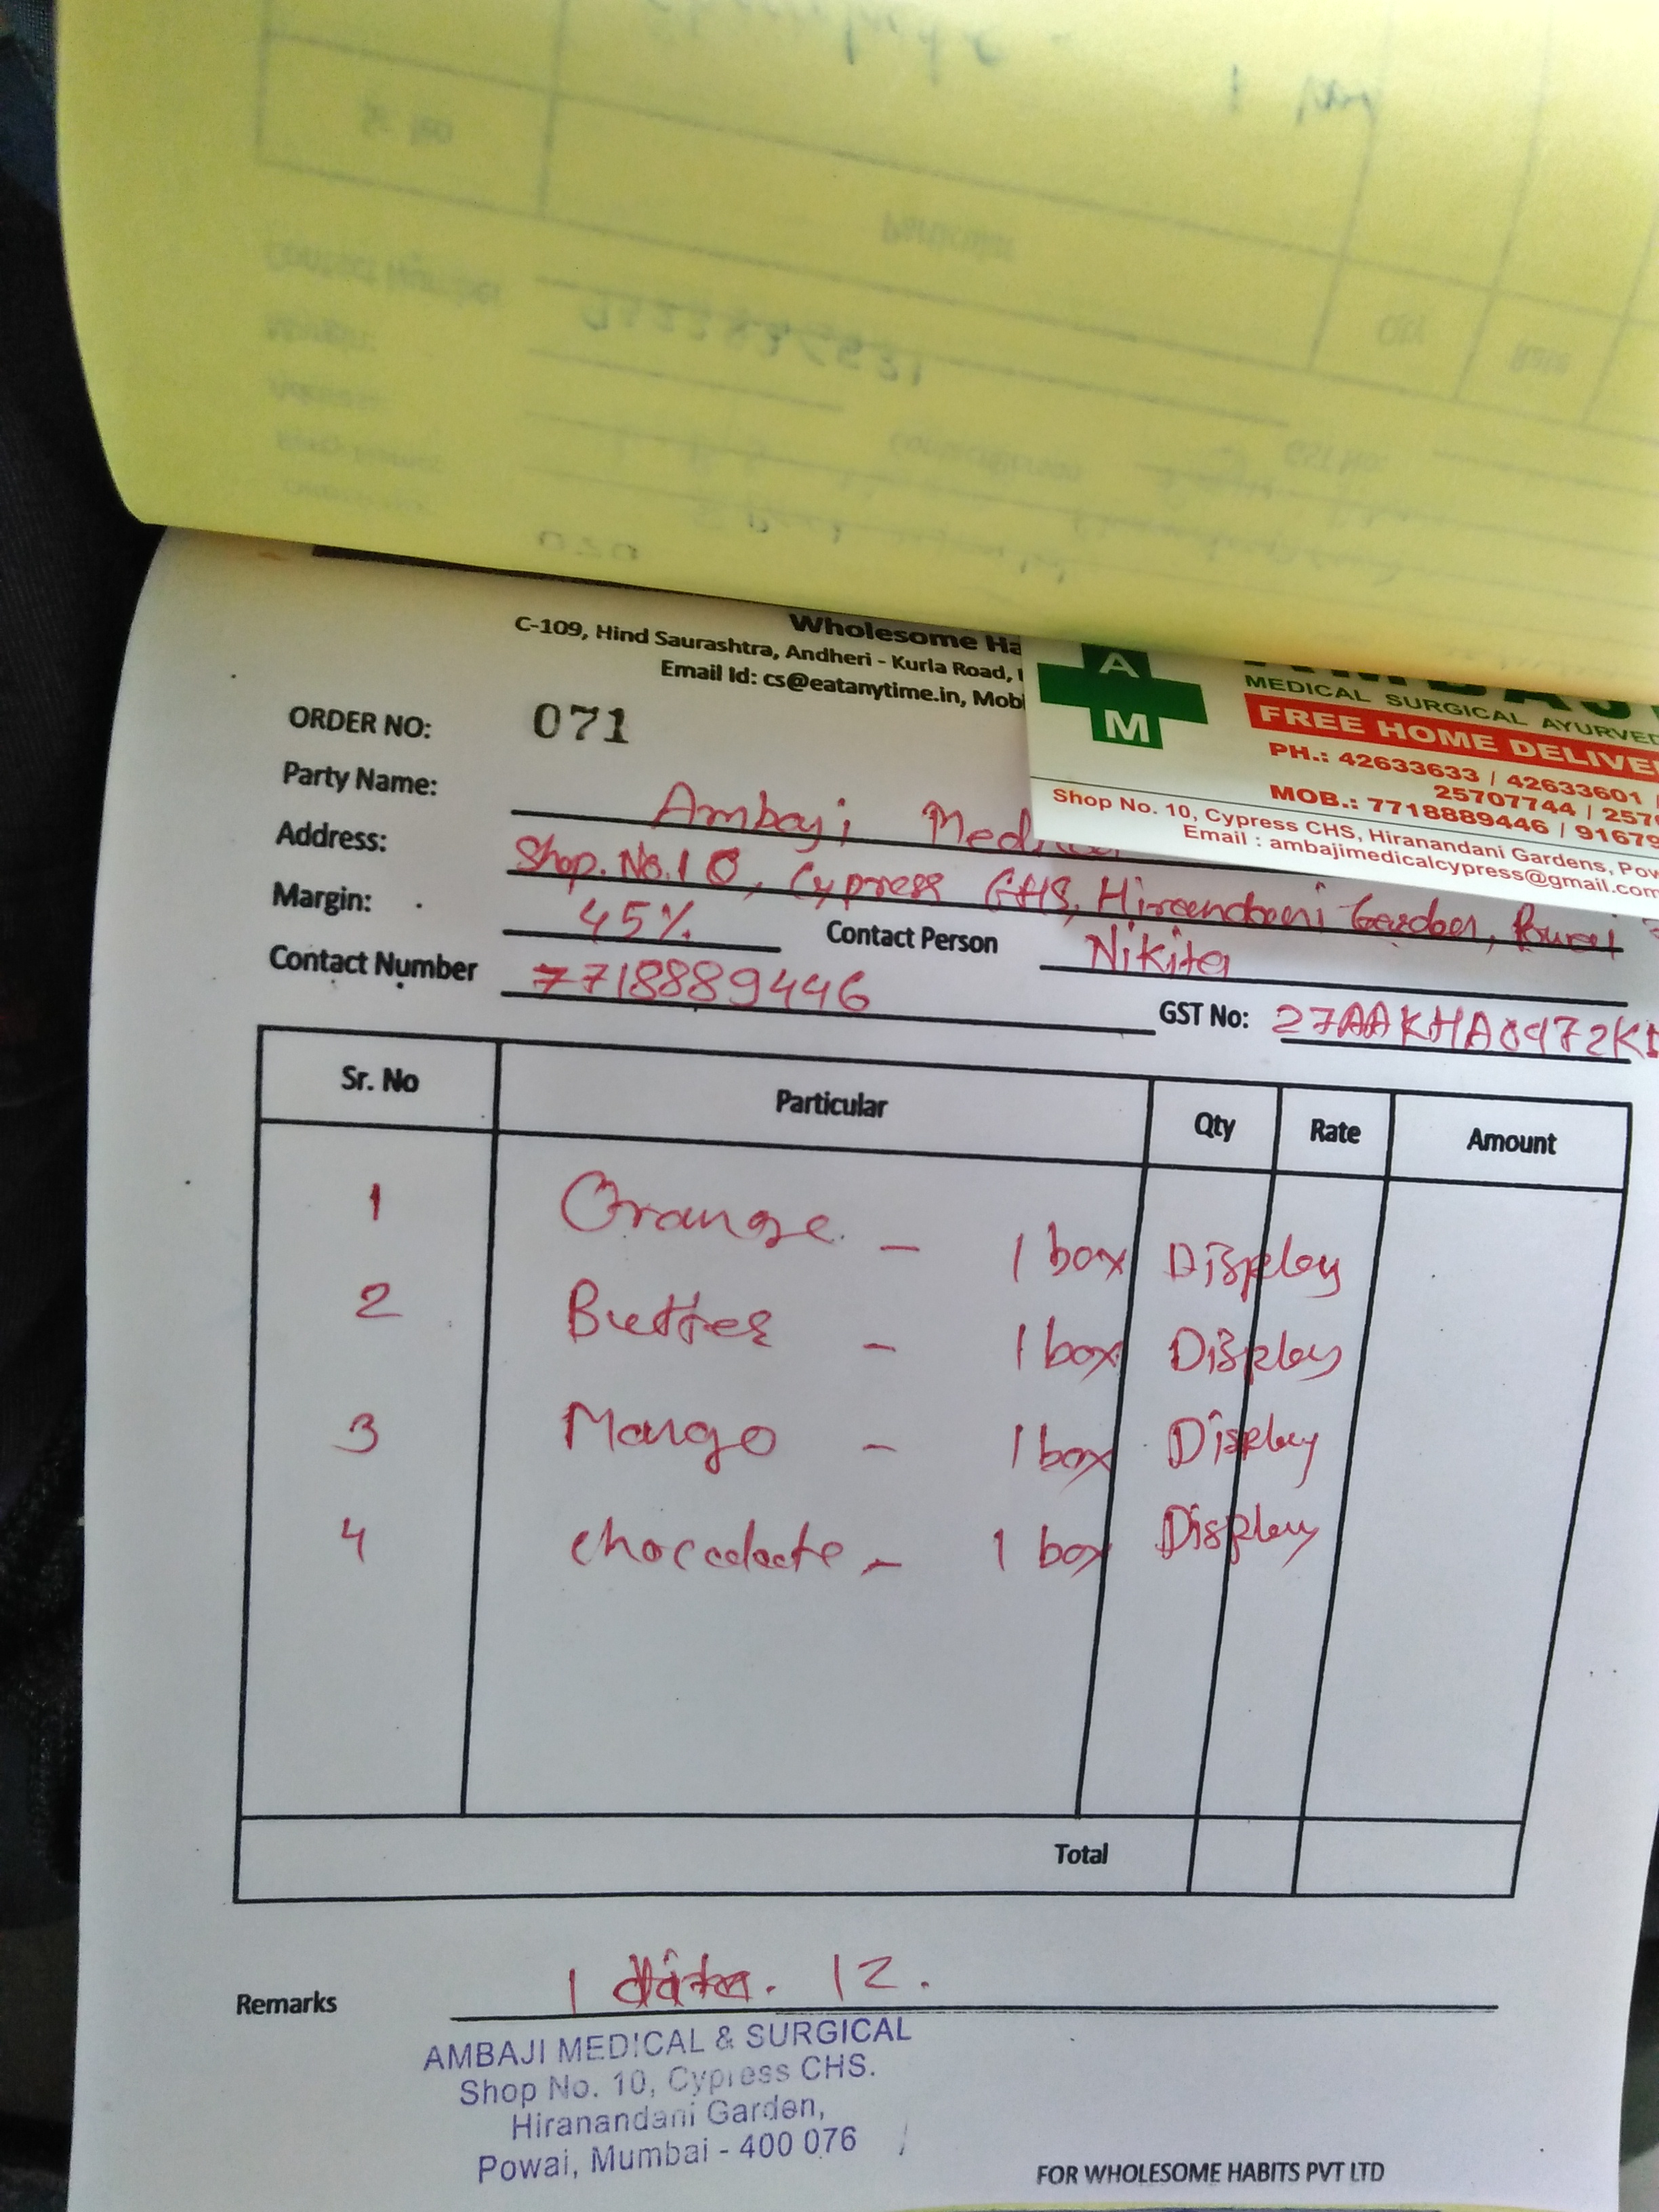 070
Wholesome Ha
C-109, Hind Saurashtra, Andheri - Kurla Road,
Email Id: cs@eatanytime.in, Mob
A
M
MEDICAL SURGICAL AYURVED
FREE HOME DELIVE
PH.: 42633633 / 42633601 /
25707744 / 257
MOB.: 7718889446 / 91679
Shop No. 10, Cypress CHS, Hiranandani Gardens, Pow
Email : ambajimedicalcypress@gmail.com
ORDER NO: 071
Party Name: Ambaji Medical
Address: Shop. No. 10, Cypress CHS, Hiranandani Garden, Powai
Margin: 45% Contact Person Nikita
Contact Number 7718889446 GST No:
Sr. No Particular Qty Rate Amount
1 Orange - 1 box Display
2 Butter - 1 box Display
3 Mango - 1 box Display
4 Chocolate - 1 box Display
Total
Remarks 1 12.
AMBAJI MEDICAL & SURGICAL
Shop No. 10, Cypress CHS.
Hiranandani Garden,
Powai, Mumbai - 400 076
FOR WHOLESOME HABITS PVT LTD